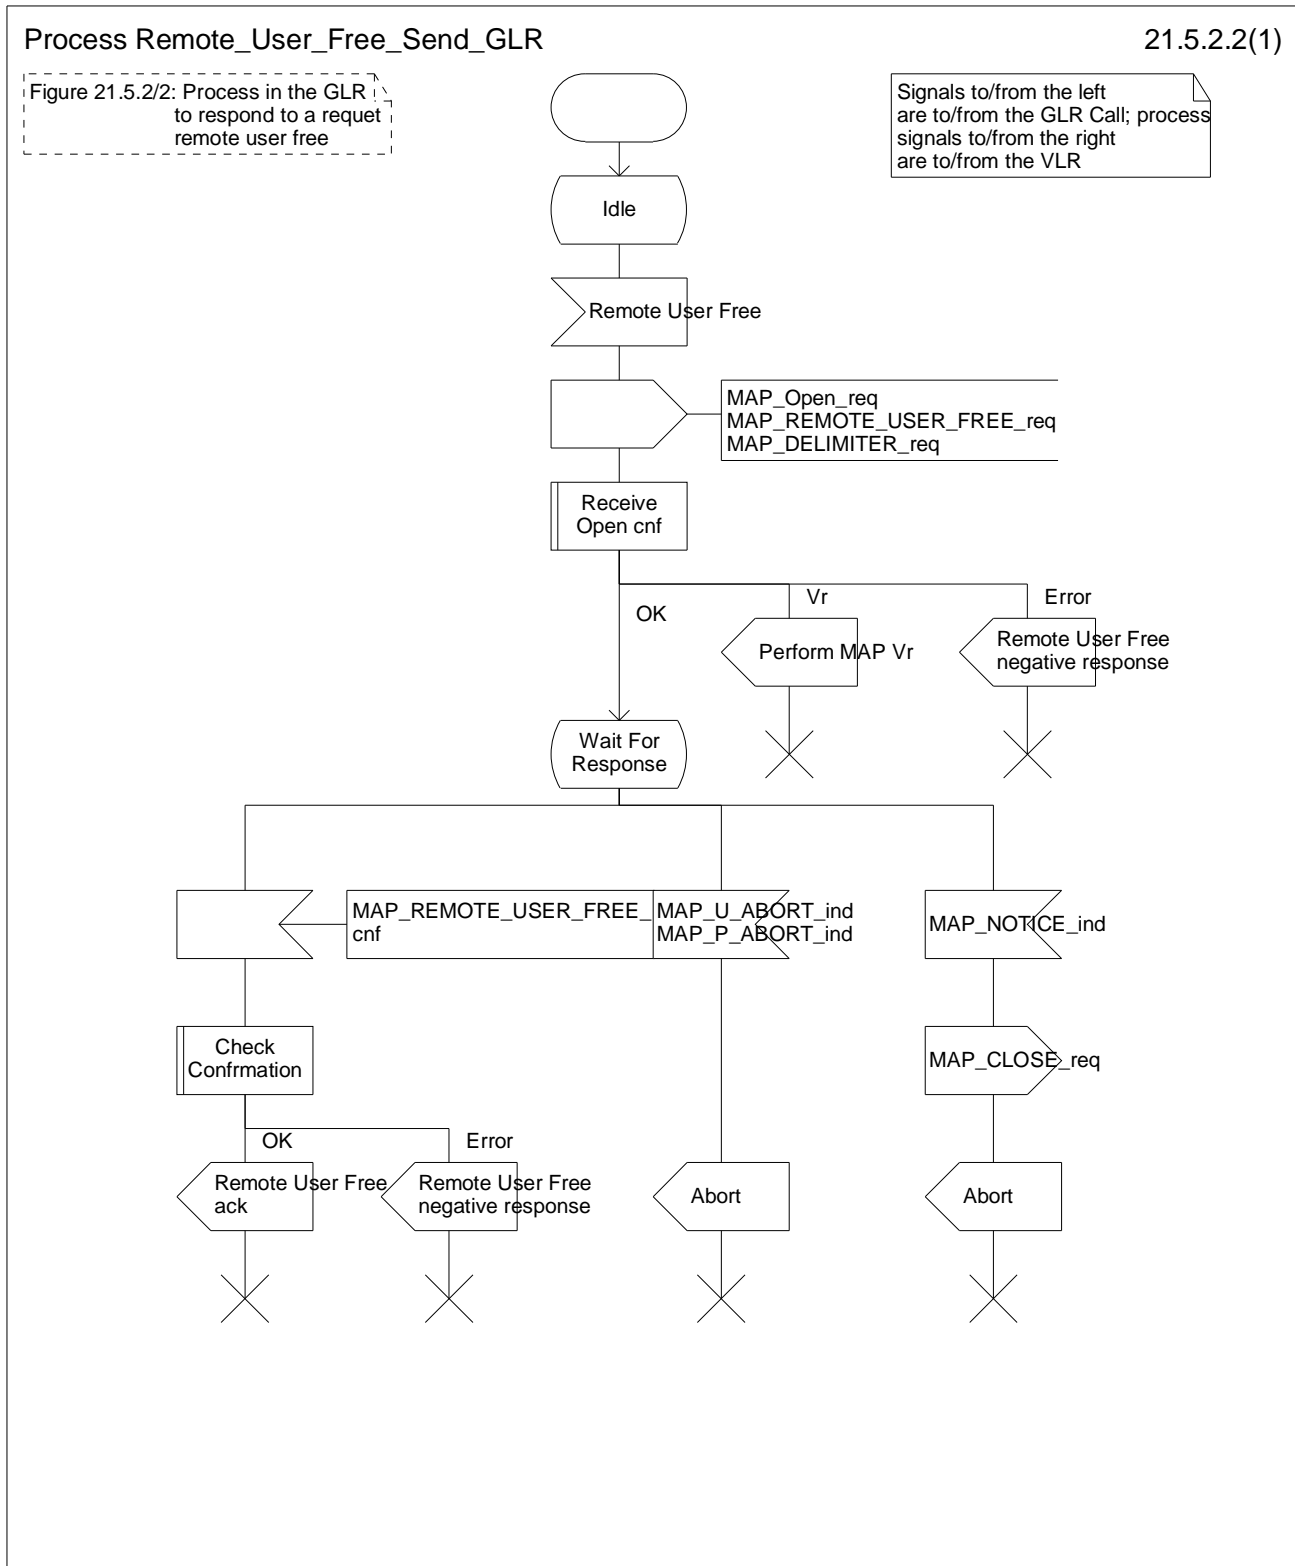 Process Remote_User_Free_Send_GLR
21.5.2.2(1)
Figure 21.5.2/2: Process in the GLR
to respond to a requet
remote user free
Signals to/from the left
are to/from the GLR Call; process
signals to/from the right
are to/from the VLR
Idle
Remote User Free
MAP_Open_req
MAP_REMOTE_USER_FREE_req
MAP_DELIMITER_req
Receive
Open cnf
OK
Vr
Error
Perform MAP Vr
Remote User Free
negative response
Wait For
Response
MAP_REMOTE_USER_FREE_
cnf
MAP_U_ABORT_ind
MAP_P_ABORT_ind
MAP_NOTICE_ind
Check
Confrmation
MAP_CLOSE_req
OK
Error
Remote User Free
ack
Remote User Free
negative response
Abort
Abort